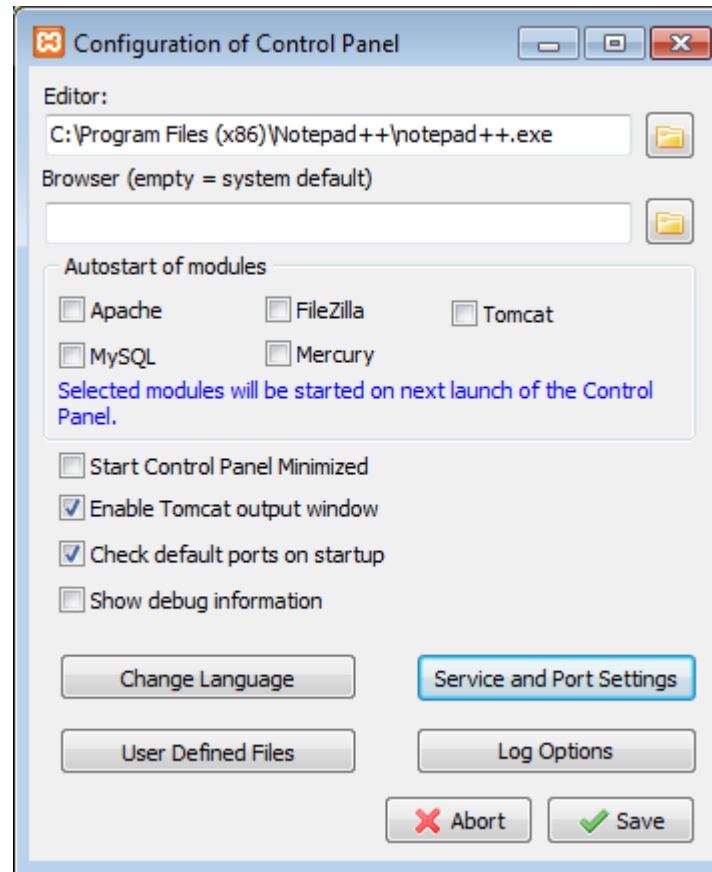 Configuration of Control Panel
Editor:
C:\Program Files (x86)\Notepad++\notepad++.exe
Browser (empty = system default)
Autostart of modules
Apache
FileZilla
Tomcat
MySQL
Mercury
Selected modules will be started on next launch of the Control
Panel.
Start Control Panel Minimized
Enable Tomcat output window
Check default ports on startup
Show debug information
Change Language
Service and Port Settings
User Defined Files
Log Options
Abort
Save